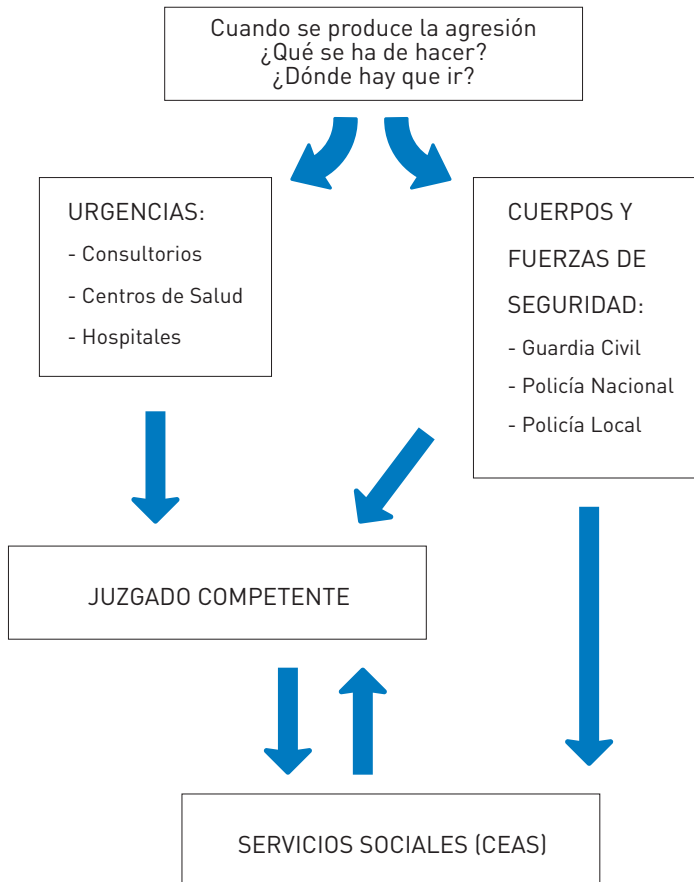 Cuando se produce la agresión
¿Qué se ha de hacer?
¿Dónde hay que ir?
URGENCIAS:
- Consultorios
- Centros de Salud
- Hospitales
CUERPOS Y
FUERZAS DE
SEGURIDAD:
- Guardia Civil
- Policía Nacional
- Policía Local
JUZGADO COMPETENTE
SERVICIOS SOCIALES (CEAS)